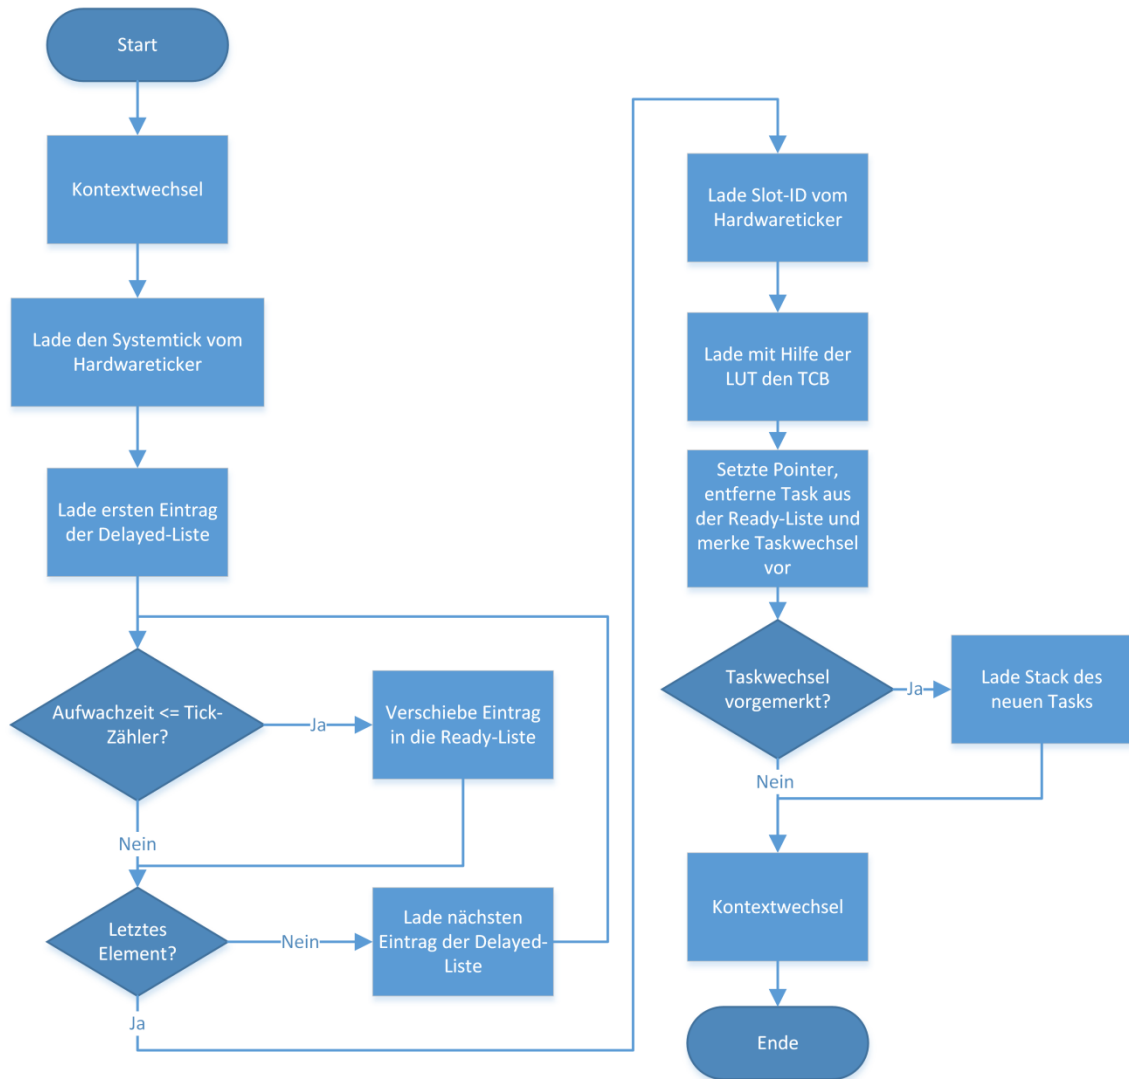 Start
Kontextwechsel
Lade den Systemtick vom
Hardwareticker
Lade ersten Eintrag
der Delayed-Liste
Aufwachzeit <= Tick-
Zähler?
Ja
Verschiebe Eintrag
in die Ready-Liste
Nein
Letztes
Element?
Nein
Lade nächsten
Eintrag der Delayed-
Liste
Ja
Lade Slot-ID vom
Hardwareticker
Lade mit Hilfe der
LUT den TCB
Setzte Pointer,
entferne Task aus
der Ready-Liste und
merke Taskwechsel
vor
Taskwechsel
vorgemerkt?
Ja
Lade Stack des
neuen Tasks
Nein
Kontextwechsel
Ende